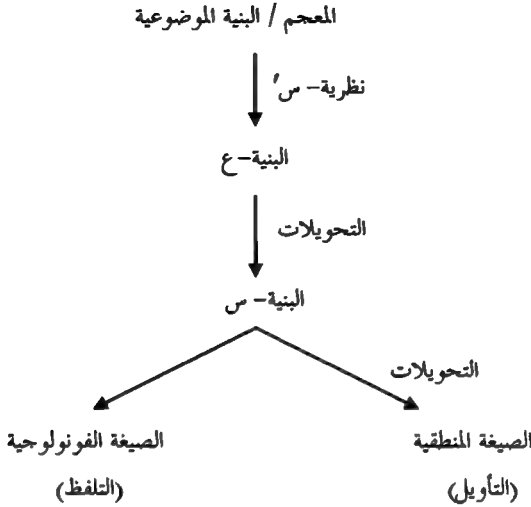 المعجم / البنية الموضوعية
نظرية- س′
البنية-ع
التحويلات
البنية- س
التحويلات
الصيغة المنطقية
الصيغة الفونولوجية
(التأويل)
(التلفظ)